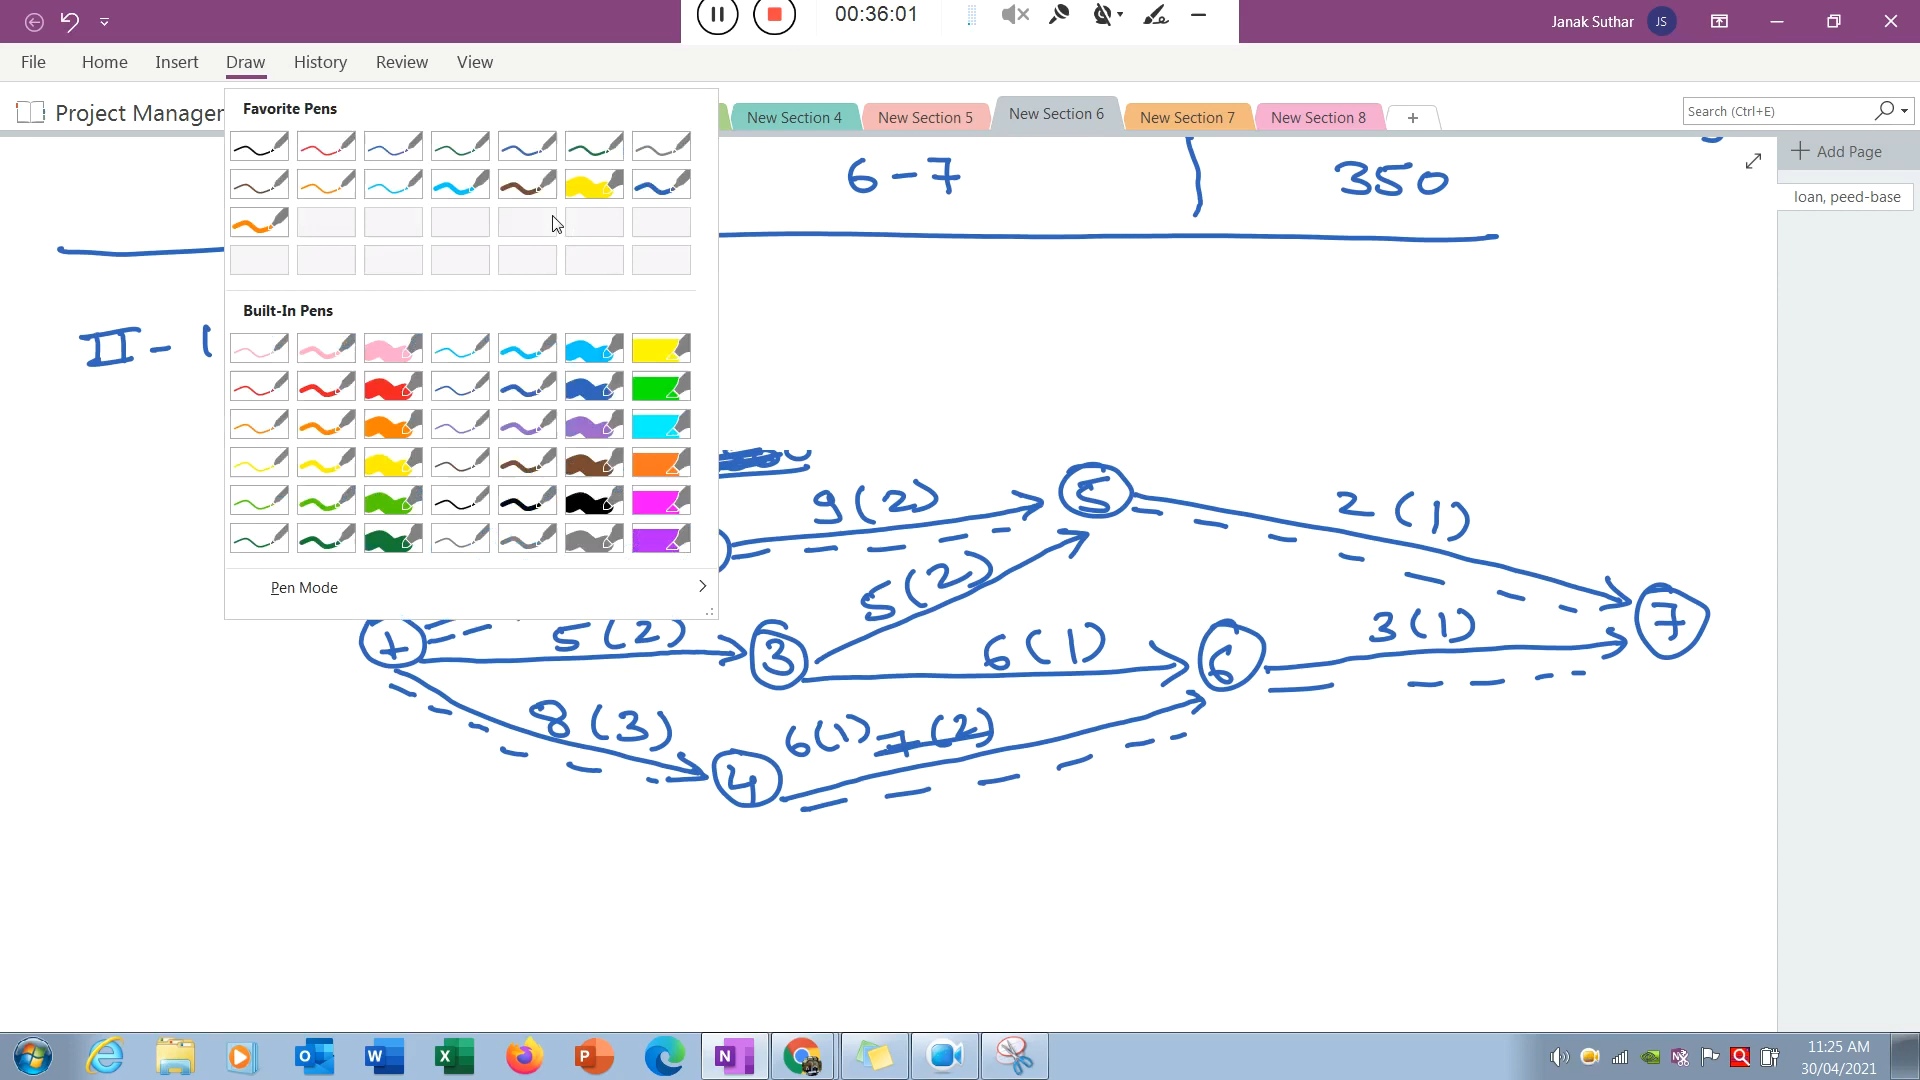 00:36:01
Janak Suthar JS
File Home Insert Draw History Review View
Project Manager
New Section 4 New Section 5 New Section 6 New Section 7 New Section 8 +
Search (Ctrl+E)
Favorite Pens
Add Page
6-7 350
loan, peed-base
Built-In Pens
II-
9(2) 5 2(1)
5(2)
Pen Mode
1 5(2) 3 6(1) 6 3(1) 7
8(3) 6(1) 7(2)
4
11:25 AM
30/04/2021